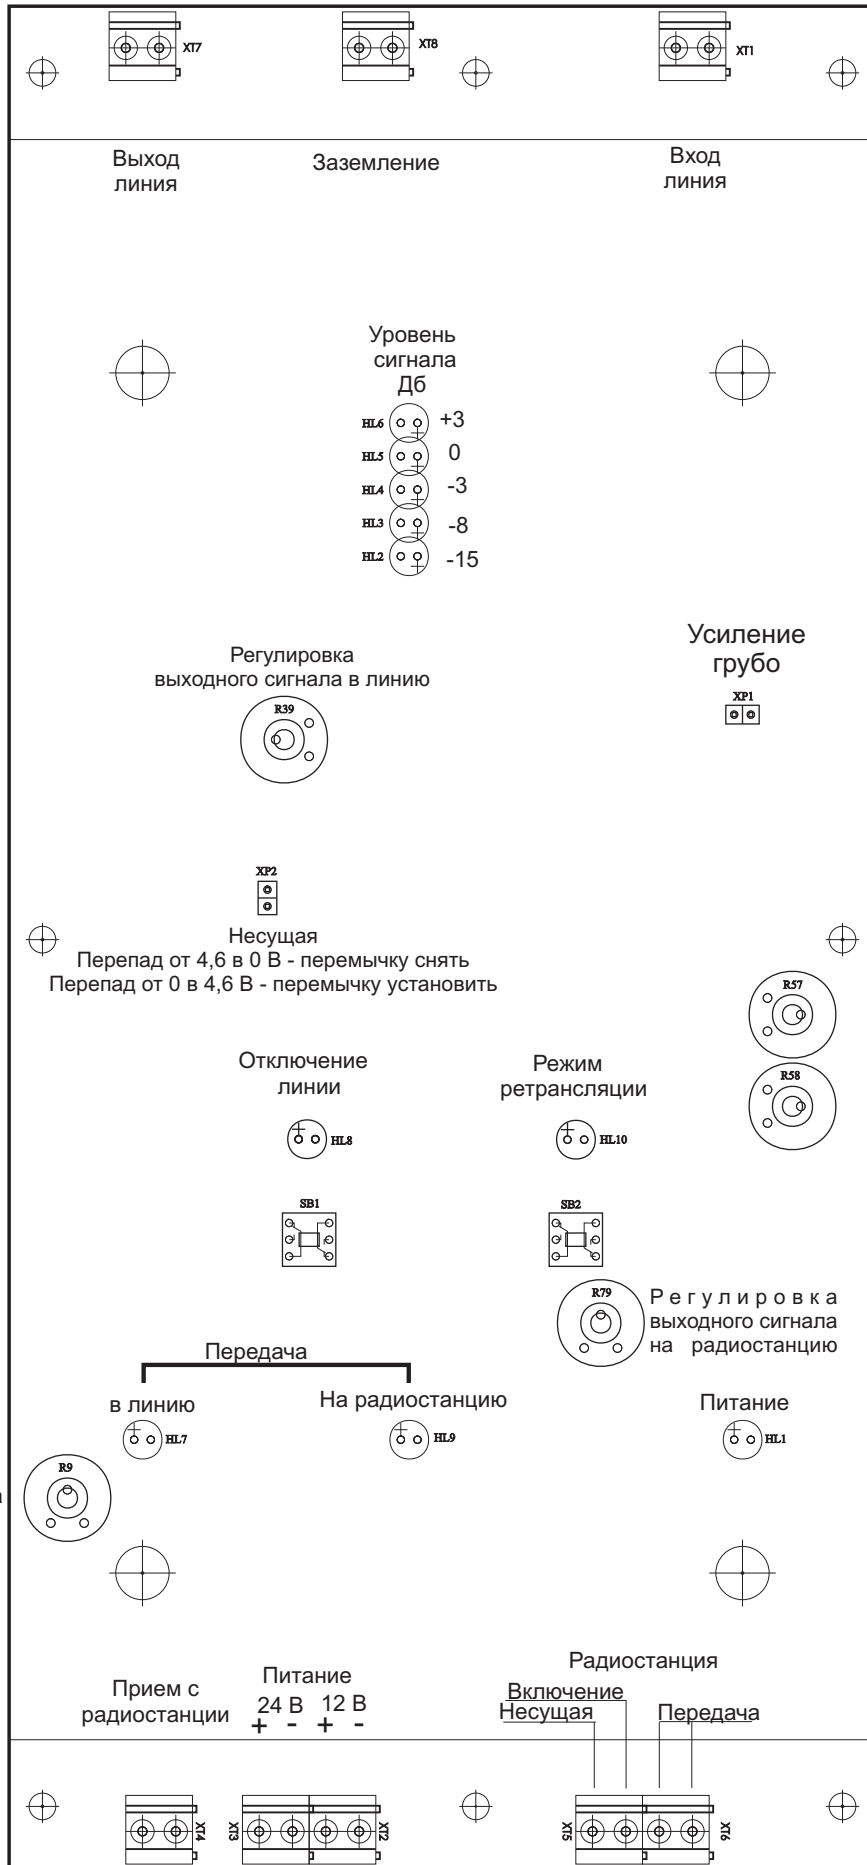 XT7
XT8
XT1
Выход
линия
Заземление
Вход
линия
Уровень
сигнала
Дб
HL6 +3
HL5 0
HL4 -3
HL3 -8
HL2 -15
Регулировка
выходного сигнала в линию
R39
Усиление
грубо
XP1
XP2
Несущая
Перепад от 4,6 в 0 В - перемычку снять
Перепад от 0 в 4,6 В - перемычку установить
R57
R58
Отключение
линии
HL8
Режим
ретрансляции
HL10
SB1
SB2
R79
Регулировка
выходного сигнала
на радиостанцию
Передача
в линию
HL7
На радиостанцию
HL9
Питание
HL1
R9
Прием с
радиостанции
Питание
24 В 12 В
+ - + -
Радиостанция
Включение
Несущая
Передача
XT4
XT3
XT2
XT5
XT6